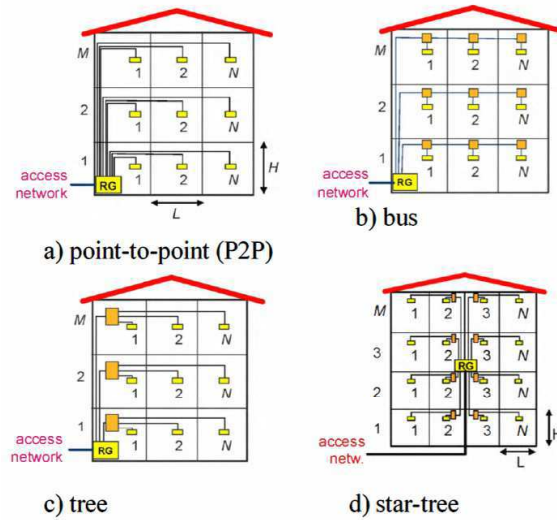 M
1 2 N
2
1 2 N
1
1 2 N
H
access
network
RG
L
a) point-to-point (P2P)
M
1 2 N
2
1 2 N
1
1 2 N
access
network
RG
b) bus
M
1 2 N
2
1 2 N
1
1 2 N
access
network
RG
c) tree
M
1 2 3 N
3
1 2 3 N
RG
2
1 2 3 N
1
1 2 3 N
H
access
netw.
L
d) star-tree